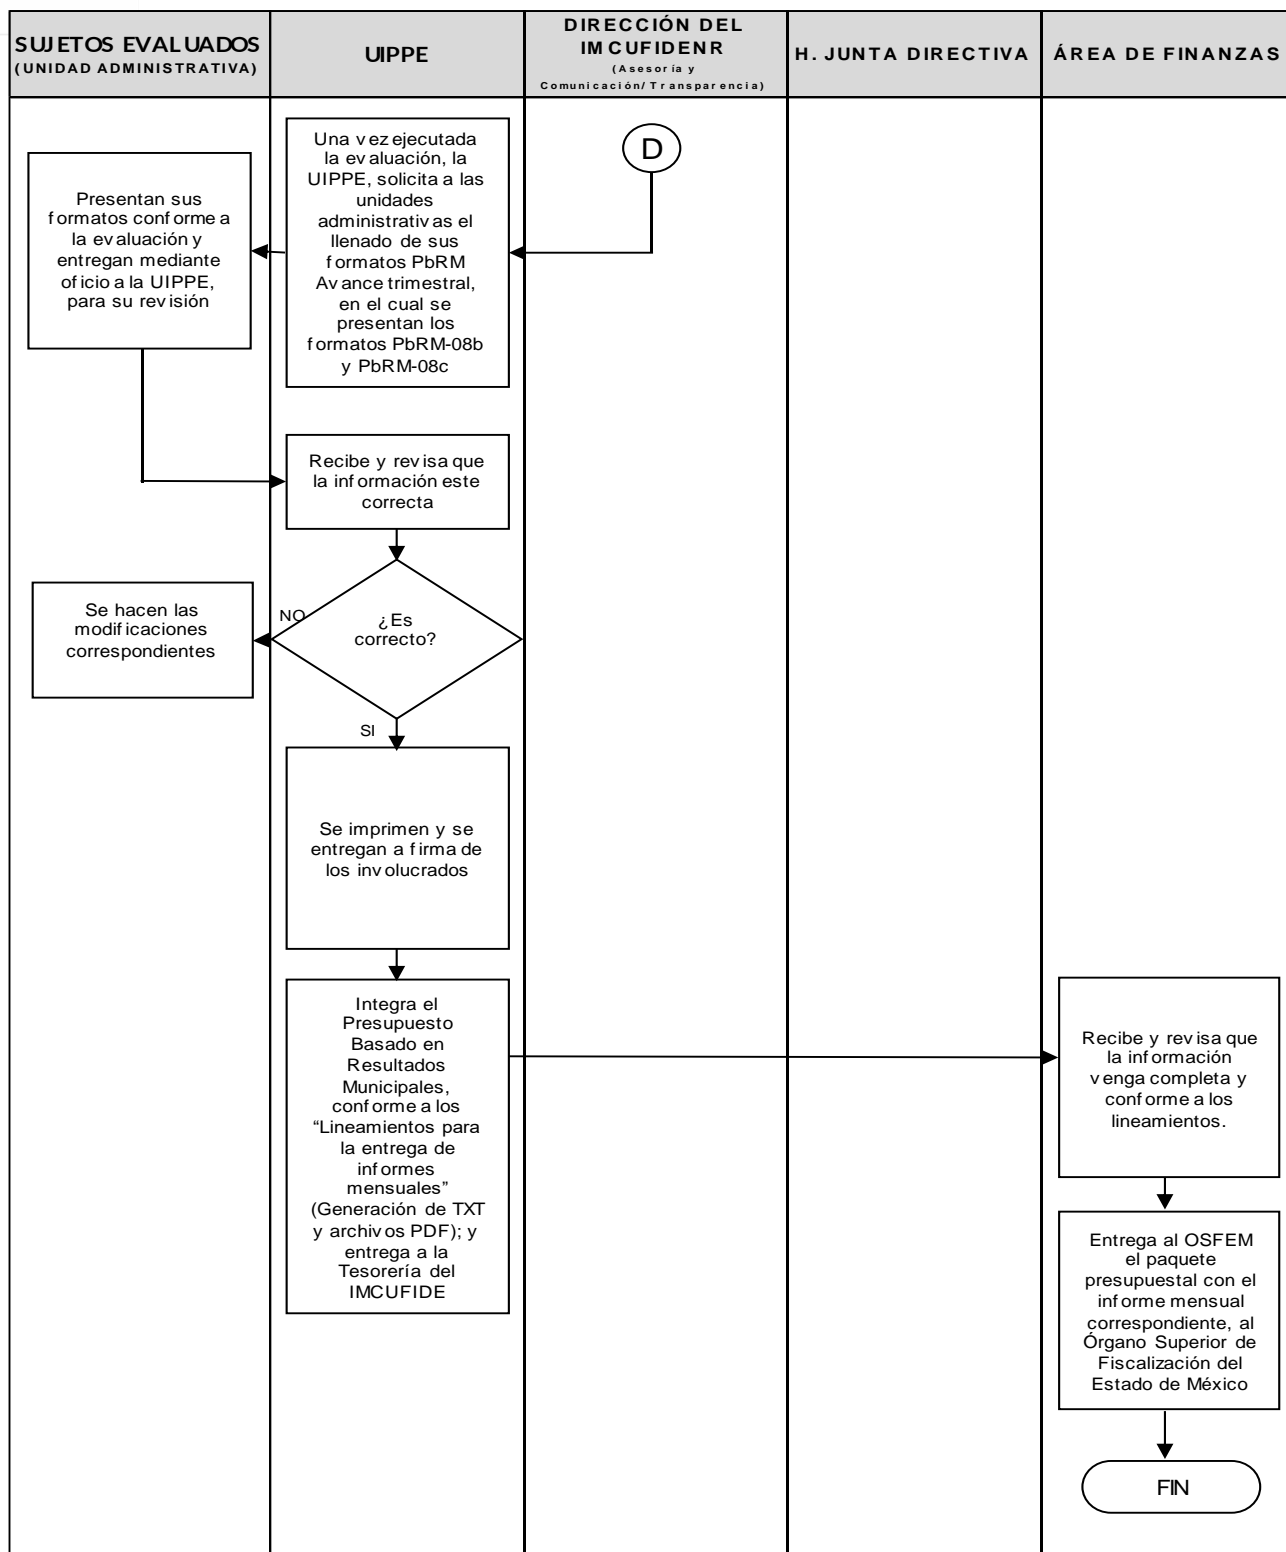 SUJETOS EVALUADOS
(UNIDAD ADMINISTRATIVA)
UIPPE
DIRECCIÓN DEL
IMCUFIDENR
(Asesoría y
Comunicación/Transparencia)
H. JUNTA DIRECTIVA
ÁREA DE FINANZAS
D
Una vez ejecutada
la evaluación, la
UIPPE, solicita a las
unidades
administrativas el
llenado de sus
formatos PbRM
Avance trimestral,
en el cual se
presentan los
formatos PbRM-08b
y PbRM-08c
Presentan sus
formatos conforme a
la evaluación y
entregan mediante
oficio a la UIPPE,
para su revisión
Recibe y revisa que
la información este
correcta
¿Es
correcto?
NO
Se hacen las
modificaciones
correspondientes
SI
Se imprimen y se
entregan a firma de
los involucrados
Integra el
Presupuesto
Basado en
Resultados
Municipales,
conforme a los
“Lineamientos para
la entrega de
informes
mensuales”
(Generación de TXT
y archivos PDF); y
entrega a la
Tesorería del
IMCUFIDE
Recibe y revisa que
la información
venga completa y
conforme a los
lineamientos.
Entrega al OSFEM
el paquete
presupuestal con el
informe mensual
correspondiente, al
Órgano Superior de
Fiscalización del
Estado de México
FIN